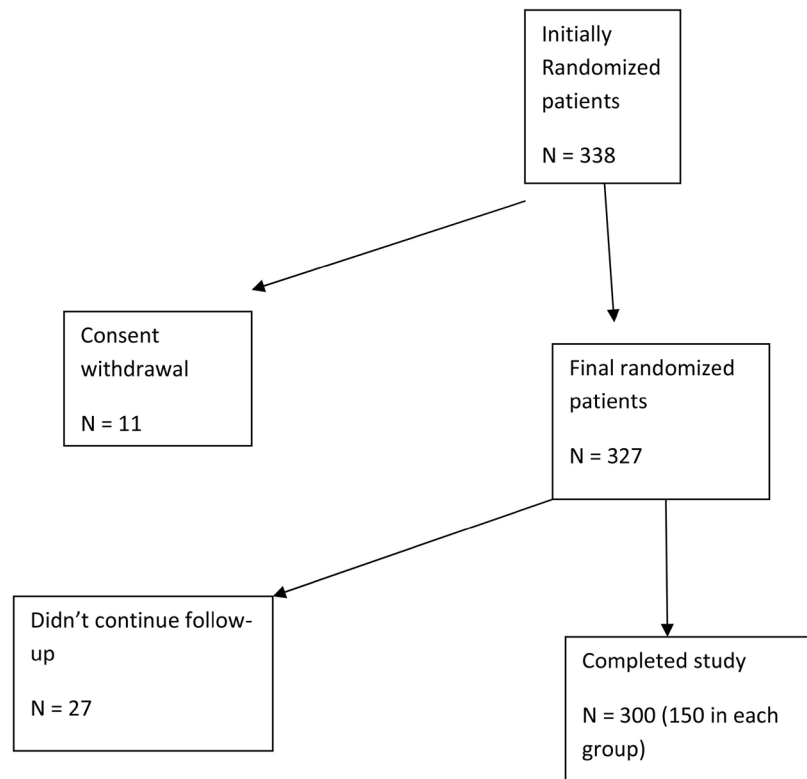 Initially
Randomized
patients
N = 338
Consent
withdrawal
N = 11
Final randomized
patients
N = 327
Didn’t continue follow-
up
N = 27
Completed study
N = 300 (150 in each
group)